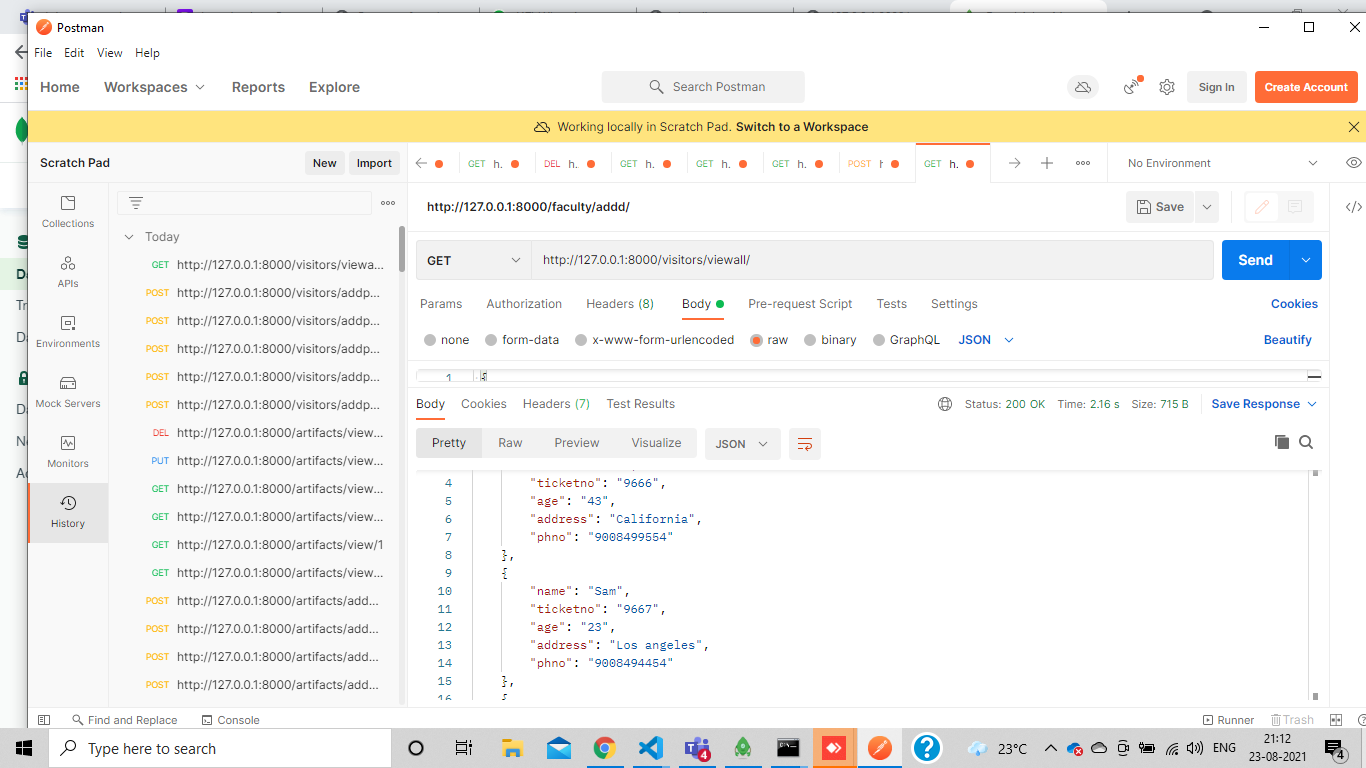 Postman
File Edit View Help
Home Workspaces Reports Explore
Search Postman
Sign In
Create Account
Working locally in Scratch Pad. Switch to a Workspace
Scratch Pad
New
Import
GET h.
DEL h.
GET h.
GET h.
GET h.
POST
GET h.
No Environment
Collections
APIs
Environments
Mock Servers
Monitors
History
Today
GET http://127.0.0.1:8000/visitors/viewa...
POST http://127.0.0.1:8000/visitors/addp...
POST http://127.0.0.1:8000/visitors/addp...
POST http://127.0.0.1:8000/visitors/addp...
POST http://127.0.0.1:8000/visitors/addp...
POST http://127.0.0.1:8000/visitors/addp...
DEL http://127.0.0.1:8000/artifacts/view...
PUT http://127.0.0.1:8000/artifacts/view...
GET http://127.0.0.1:8000/artifacts/view...
GET http://127.0.0.1:8000/artifacts/view...
GET http://127.0.0.1:8000/artifacts/view/1
GET http://127.0.0.1:8000/artifacts/view...
POST http://127.0.0.1:8000/artifacts/add...
POST http://127.0.0.1:8000/artifacts/add...
POST http://127.0.0.1:8000/artifacts/add...
POST http://127.0.0.1:8000/artifacts/add...
http://127.0.0.1:8000/faculty/addd/
Save
</>
GET
http://127.0.0.1:8000/visitors/viewall/
Send
Params Authorization Headers (8) Body Pre-request Script Tests Settings Cookies
none form-data x-www-form-urlencoded raw binary GraphQL JSON Beautify
1 {
Body Cookies Headers (7) Test Results
Status: 200 OK Time: 2.16 s Size: 715 B Save Response
Pretty Raw Preview Visualize JSON
4 "ticketno": "9666",
5 "age": "43",
6 "address": "California",
7 "phno": "9008499554"
8 },
9 {
10 "name": "Sam",
11 "ticketno": "9667",
12 "age": "23",
13 "address": "Los angeles",
14 "phno": "9008494454"
15 },
16 {
Find and Replace Console
Runner Trash
Type here to search
4
23°C
ENG
21:12
23-08-2021
4